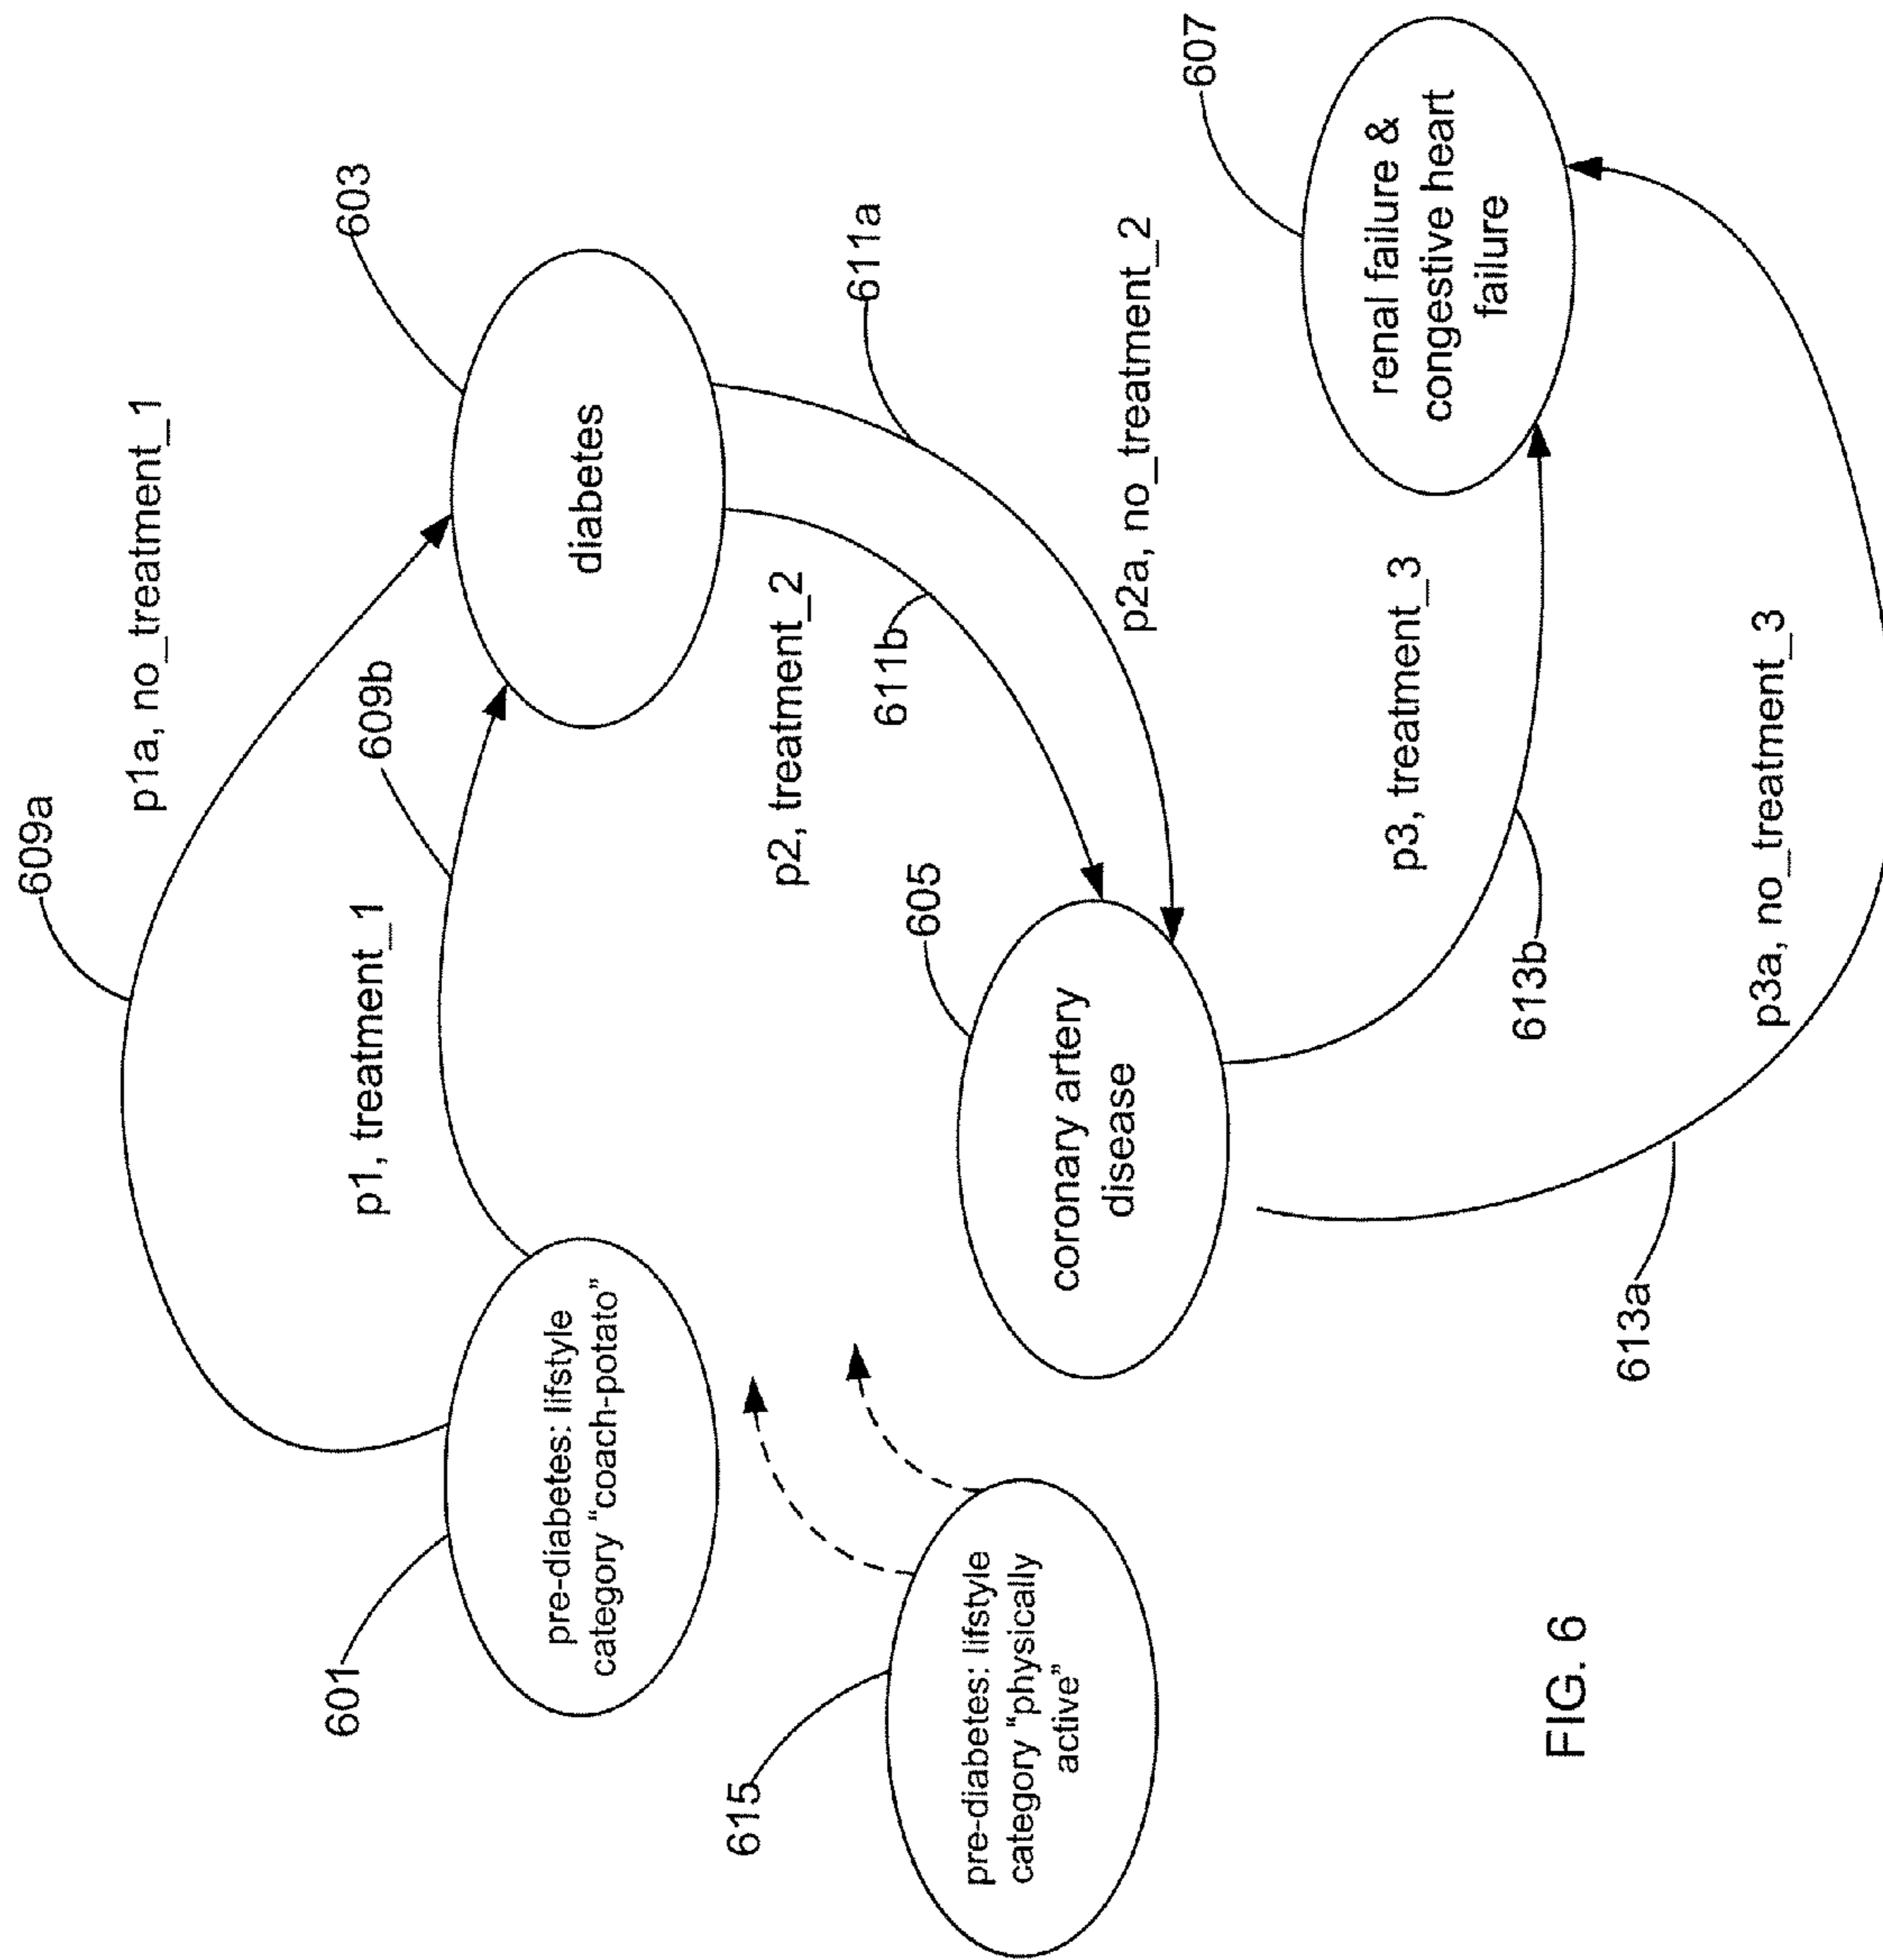 609a
p1a, no_treatment_1
603
609b
p1, treatment_1
601
pre-diabetes: lifstyle
category "coach-potato"
diabetes
611a
p2, treatment_2
611b
p2a, no_treatment_2
615
pre-diabetes: lifstyle
category "physically
active"
605
coronary artery
disease
607
renal failure &
congestive heart
failure
p3, treatment_3
613b
613a
p3a, no_treatment_3
FIG. 6